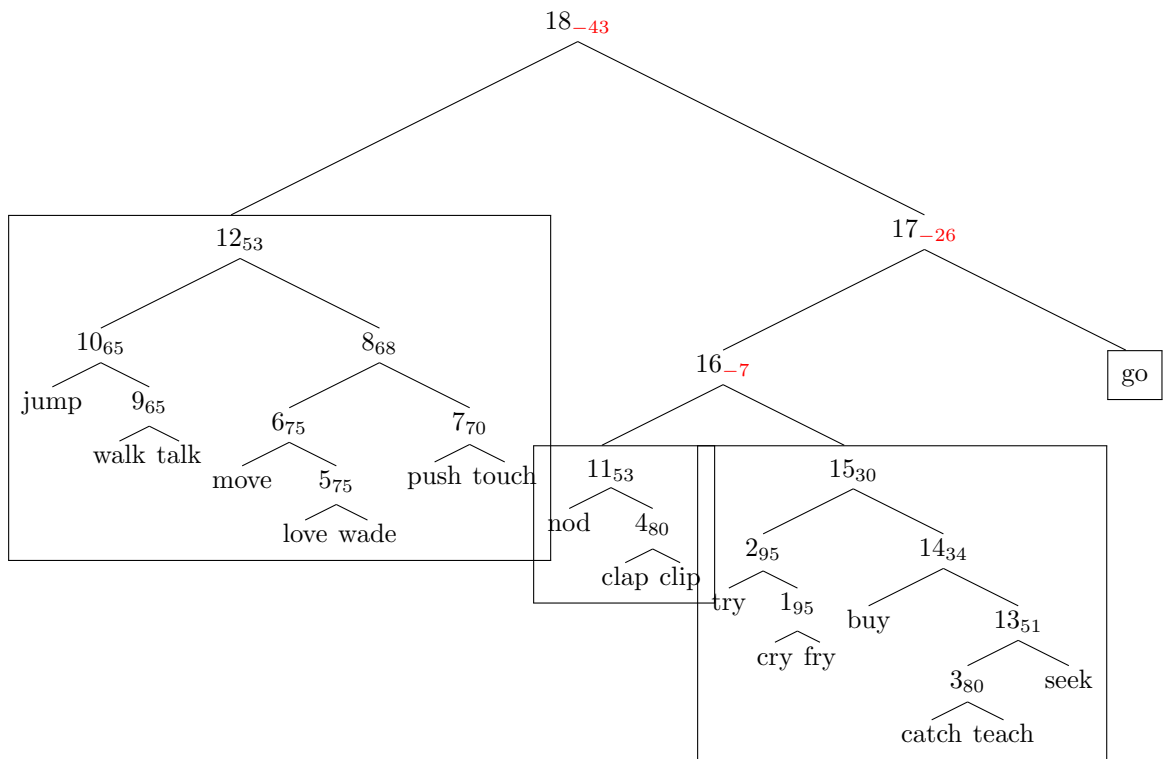 18₋₄₃
12₅₃
17₋₂₆
10₆₅ 8₆₈
16₋₇
go
jump 9₆₅
6₇₅ 7₇₀
walk talk
move 5₇₅
push touch
love wade
11₅₃ 15₃₀
nod 4₈₀
clap clip
2₉₅ 14₃₄
try 1₉₅
buy 13₅₁
cry fry
3₈₀ seek
catch teach